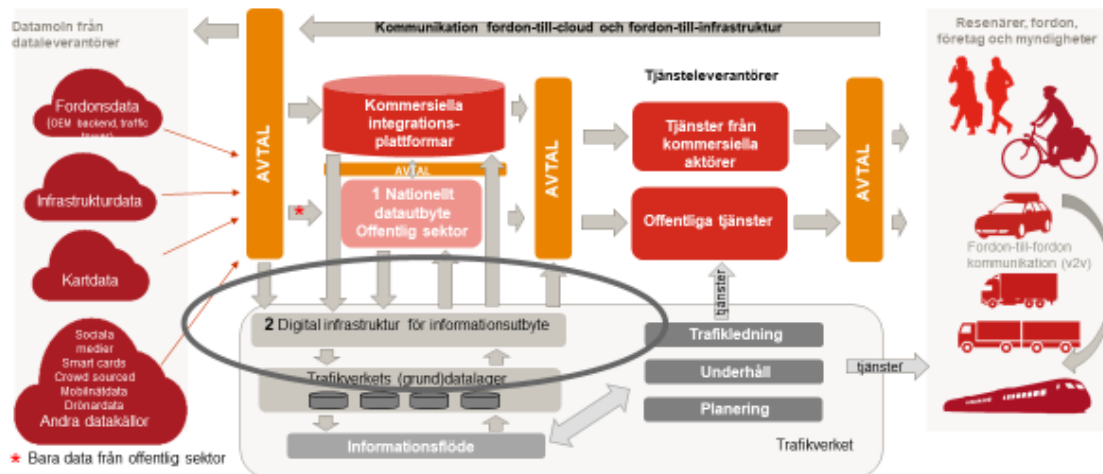 Datamoln från
dataleverantörer
Fordonsdata
(OEM backend, traffic
Infrastrukturdata
Kartdata
Sociala
medier
Smart cards
Crowd sourced
Mobilnätdata
Drönardata
Andra datakällor
* Bara data från offentlig sektor
Kommunikation fordon-till-cloud och fordon-till-infrastruktur
AVTAL
Kommersiella
integrations-
plattformar
AVTAL
1 Nationellt
datautbyte
Offentlig sektor
*
AVTAL
Tjänsteleverantörer
Tjänster från
kommersiella
aktörer
Offentliga tjänster
AVTAL
2 Digital infrastruktur för informationsutbyte
Trafikverkets (grund)datalager
Informationsflöde
tjänster
Trafikledning
Underhåll
Planering
Trafikverket
tjänster
Resenärer, fordon,
företag och myndigheter
Fordon-till-fordon
kommunikation (v2v)